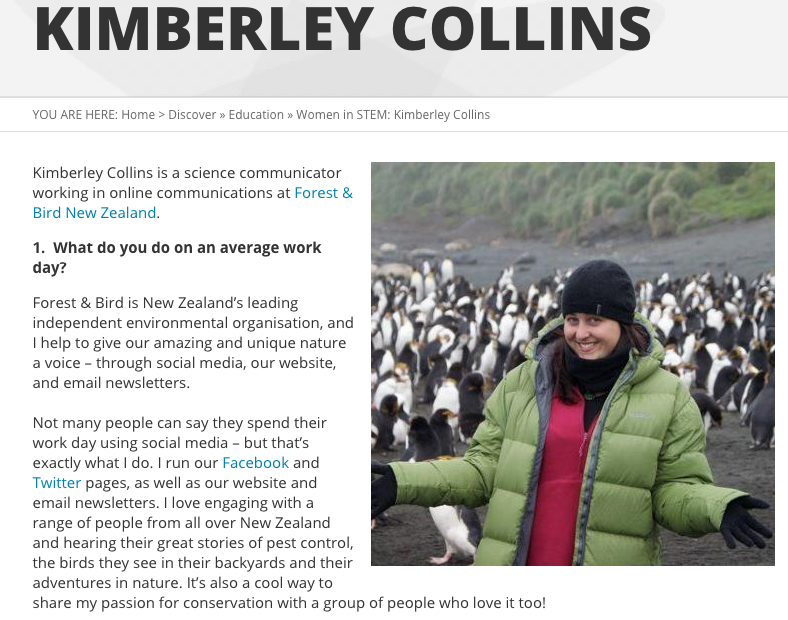 KIMBERLEY COLLINS
YOU ARE HERE: Home > Discover » Education » Women in STEM: Kimberley Collins
Kimberley Collins is a science communicator
working in online communications at Forest &
Bird New Zealand.
1.  What do you do on an average work
day?
Forest & Bird is New Zealand’s leading
independent environmental organisation, and
I help to give our amazing and unique nature
a voice – through social media, our website,
and email newsletters.
Not many people can say they spend their
work day using social media – but that’s
exactly what I do. I run our Facebook and
Twitter pages, as well as our website and
email newsletters. I love engaging with a
range of people from all over New Zealand
and hearing their great stories of pest control,
the birds they see in their backyards and their
adventures in nature. It’s also a cool way to
share my passion for conservation with a group of people who love it too!